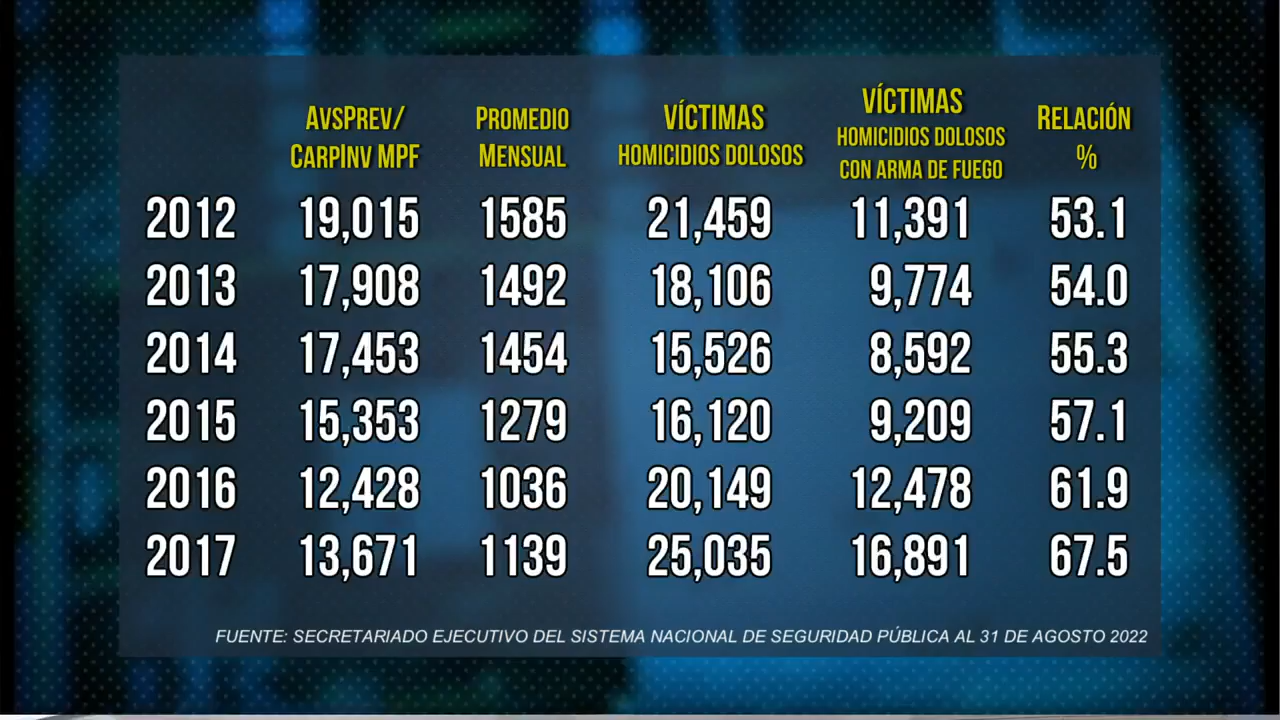 AvsPrev/ Promedio VÍCTIMAS VÍCTIMAS Relación
CarpInv MPF Mensual HOMICIDIOS DOLOSOS HOMICIDIOS DOLOSOS %
CON ARMA DE FUEGO
2012 19,015 1585 21,459 11,391 53.1
2013 17,908 1492 18,106 9,774 54.0
2014 17,453 1454 15,526 8,592 55.3
2015 15,353 1279 16,120 9,209 57.1
2016 12,428 1036 20,149 12,478 61.9
2017 13,671 1139 25,035 16,891 67.5
FUENTE: SECRETARIADO EJECUTIVO DEL SISTEMA NACIONAL DE SEGURIDAD PÚBLICA AL 31 DE AGOSTO 2022